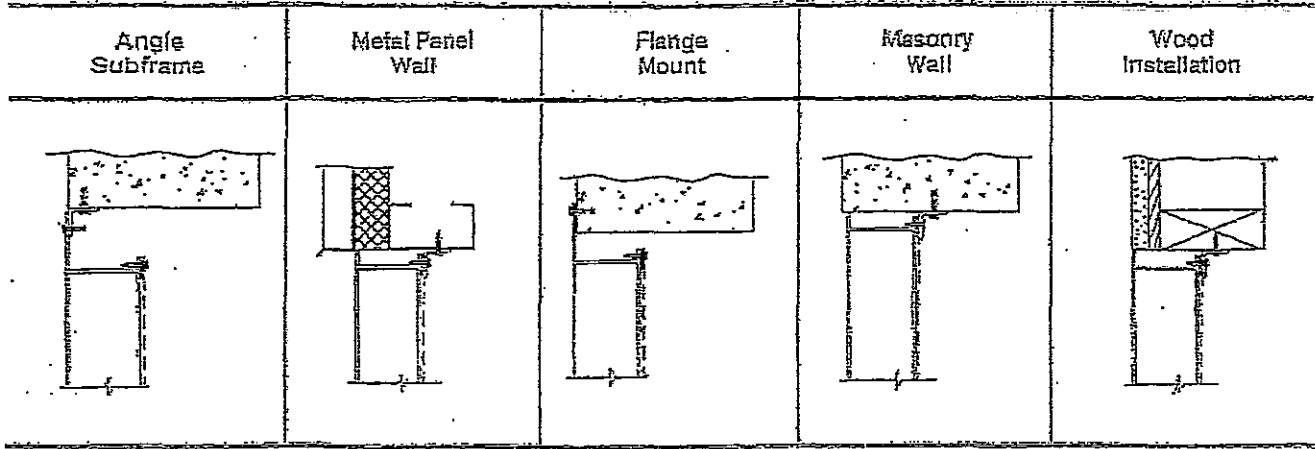 Angle
Subframe
Metal Panel
Wall
Flange
Mount
Masonry
Wall
Wood
Installation